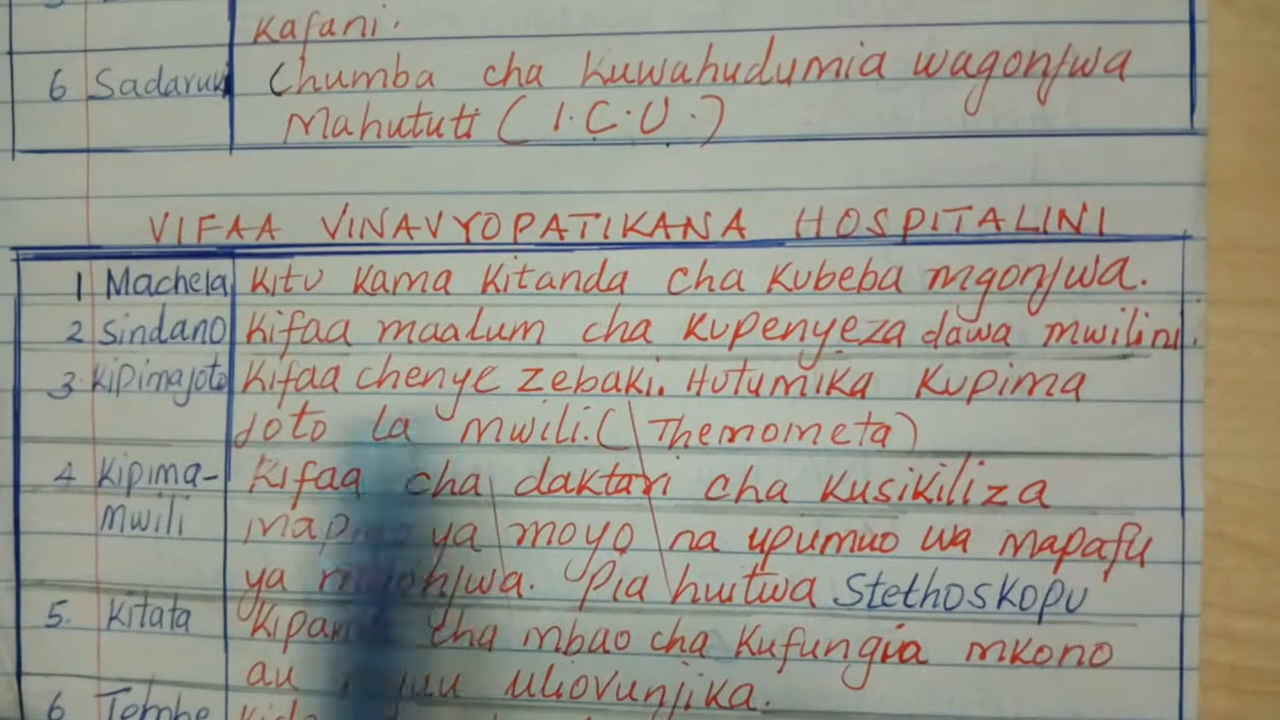 Kafani.
6 Sadaruki Chumba cha kuwahudumia wagonjwa
Mahututi (I.C.U.)
VIFAA VINAVYOPATIKANA HOSPITALINI
1 Machela Kitu kama kitanda cha kubeba mgonjwa.
2 Sindano Kifaa maalum cha kupenyeza dawa mwilini.
3 Kipimajoto Kifaa chenye zebaki. Hutumika kupima
joto la mwili. (Themometa)
4 Kipima- Kifaa cha daktari cha kusikiliza
mwili ya moyo na upumuo wa mapafu
ya Pia huitwa Stethoskopu
5. Kitata cha mbao cha kufungia mkono
au uliovunjika.
6 Tembe